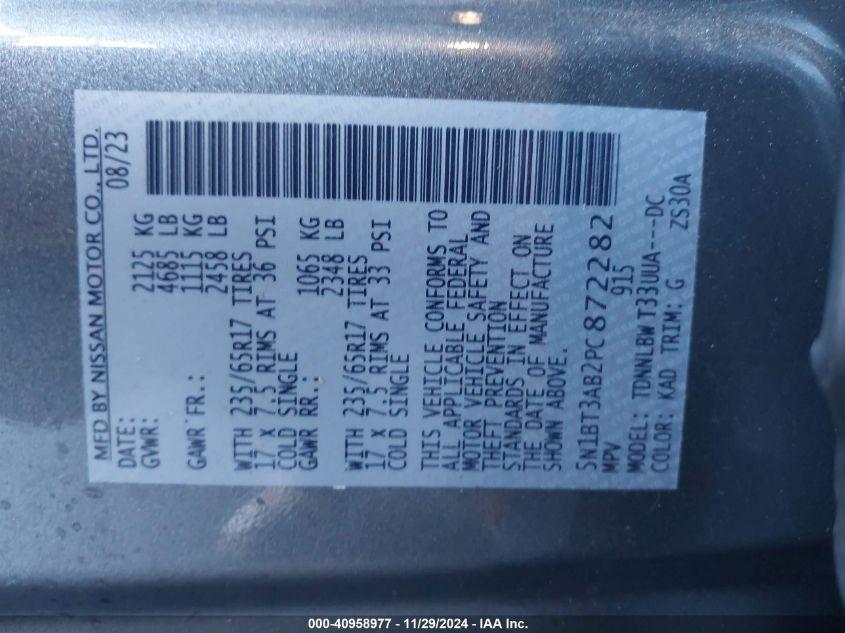 MFD BY NISSAN MOTOR CO., LTD.
DATE: 08/23
GVWR: 2125 KG
4685 LB
GAWR FR.: 1115 KG
2458 LB
WITH 235/65R17 TIRES
17 X 7.5 RIMS AT 36 PSI
COLD SINGLE
GAWR RR.: 1065 KG
2348 LB
WITH 235/65R17 TIRES
17 X 7.5 RIMS AT 33 PSI
COLD SINGLE
THIS VEHICLE CONFORMS TO
ALL APPLICABLE FEDERAL
MOTOR VEHICLE SAFETY AND
THEFT PREVENTION
STANDARDS IN EFFECT ON
THE DATE OF MANUFACTURE
SHOWN ABOVE.
5N1BT3AB2PC872282
MPV 915
MODEL: TDNNLBW T33UUA---DC
COLOR: KAD TRIM: G ZS30A
000-40958977 - 11/29/2024 - IAA Inc.